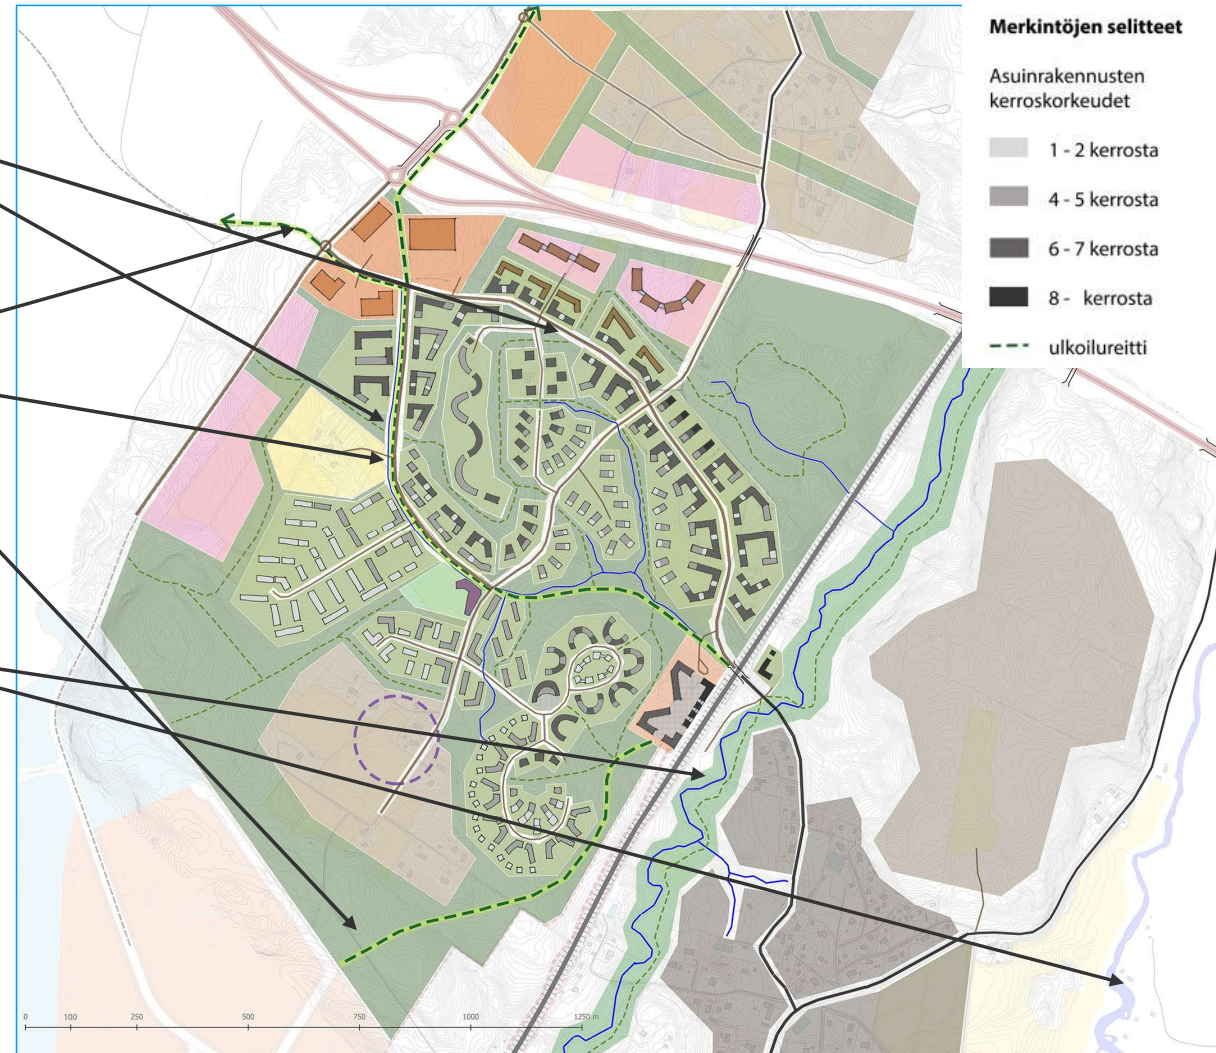 Merkintöjen selitteet
Asuinrakennusten
kerroskorkeudet
1 - 2 kerrosta
4 - 5 kerrosta
6 - 7 kerrosta
8 - kerrosta
ulkoilureitti
0 100 250 500 750 1000 1250 m